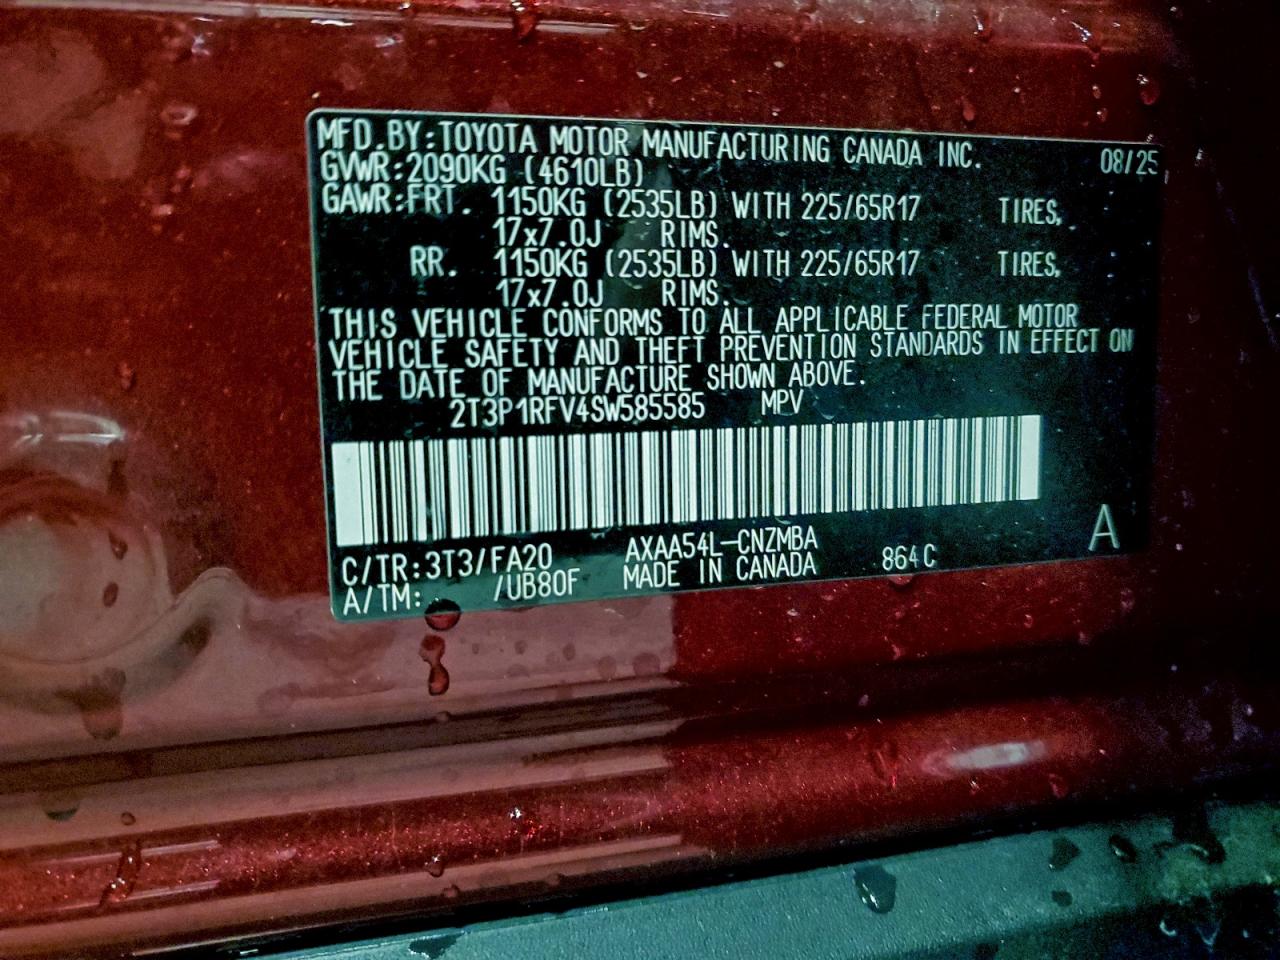 MFD.BY:TOYOTA MOTOR MANUFACTURING CANADA INC. 08/25
GVWR:2090KG (4610LB)
GAWR:FRT. 1150KG (2535LB) WITH 225/65R17 TIRES,
17x7.0J RIMS.
RR. 1150KG (2535LB) WITH 225/65R17 TIRES,
17x7.0J RIMS.
THIS VEHICLE CONFORMS TO ALL APPLICABLE FEDERAL MOTOR
VEHICLE SAFETY AND THEFT PREVENTION STANDARDS IN EFFECT ON
THE DATE OF MANUFACTURE SHOWN ABOVE.
2T3P1RFV4SW585585 MPV
C/TR:3T3/FA20 AXAA54L-CNZMBA 864C A
A/TM: /UB80F MADE IN CANADA